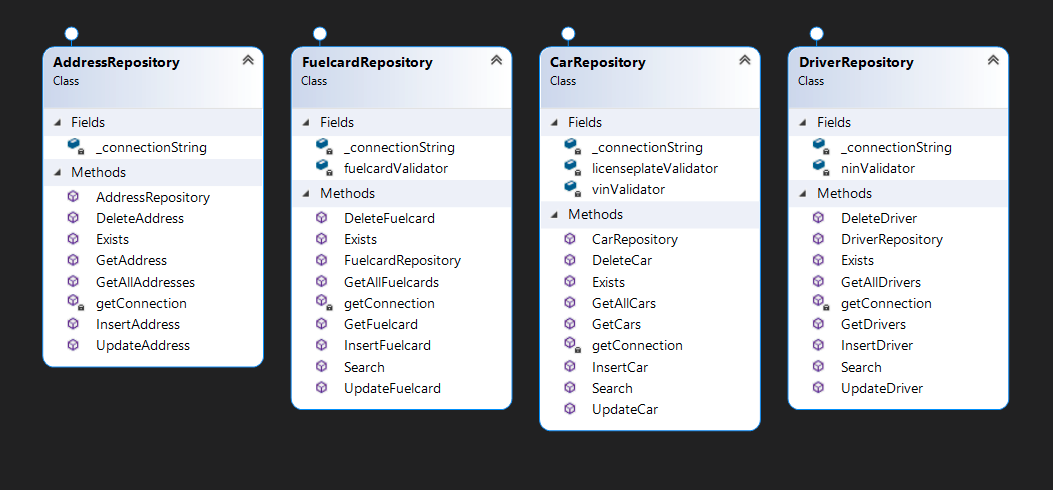 AddressRepository
Class
Fields
_connectionString
Methods
AddressRepository
DeleteAddress
Exists
GetAddress
GetAllAddresses
getConnection
InsertAddress
UpdateAddress
FuelcardRepository
Class
Fields
_connectionString
fuelcardValidator
Methods
DeleteFuelcard
Exists
FuelcardRepository
GetAllFuelcards
getConnection
GetFuelcard
InsertFuelcard
Search
UpdateFuelcard
CarRepository
Class
Fields
_connectionString
licenseplateValidator
vinValidator
Methods
CarRepository
DeleteCar
Exists
GetAllCars
GetCars
getConnection
InsertCar
Search
UpdateCar
DriverRepository
Class
Fields
_connectionString
ninValidator
Methods
DeleteDriver
DriverRepository
Exists
GetAllDrivers
getConnection
GetDrivers
InsertDriver
Search
UpdateDriver